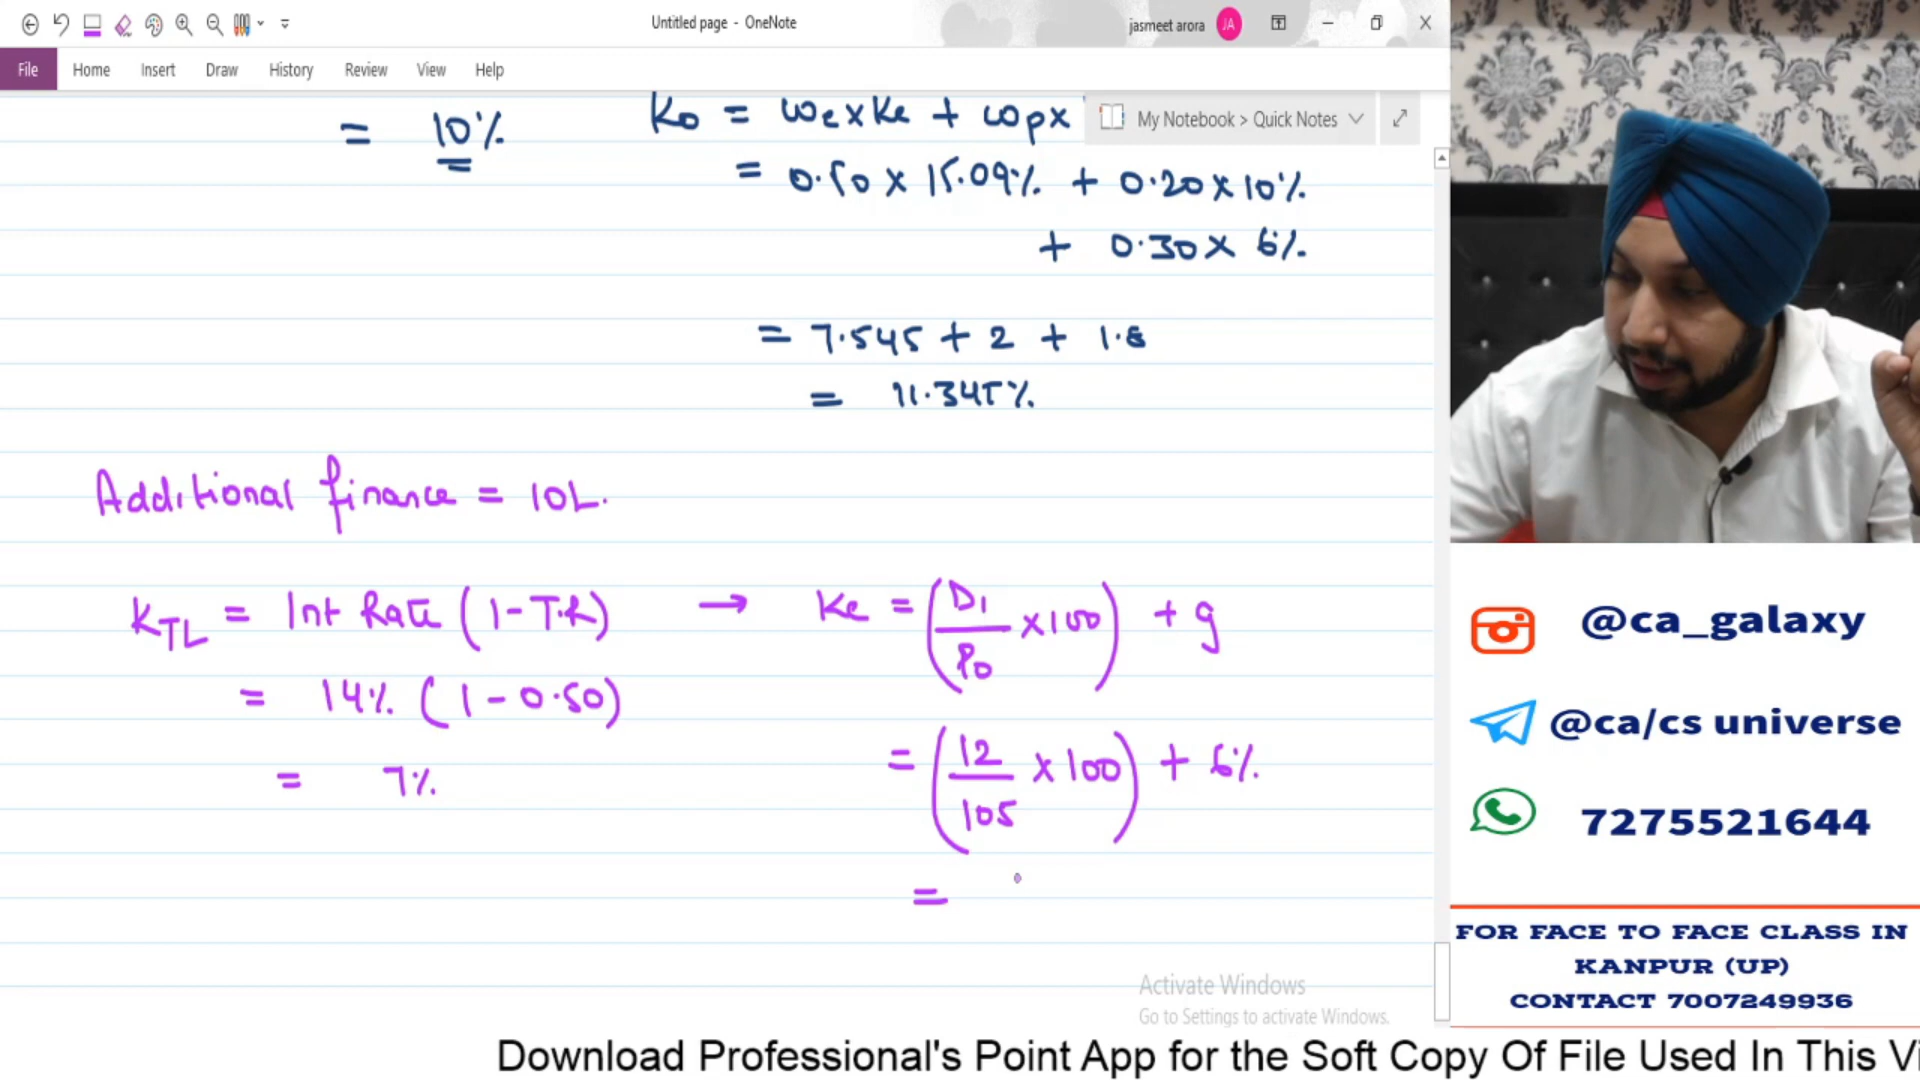 Untitled page - OneNote
jasmeet arora JA
File Home Insert Draw History Review View Help
My Notebook > Quick Notes
= 10%
Ko = We x Ke + Wp x
= 0.50 x 15.09% + 0.20 x 10%
+ 0.30 x 6%
= 7.545 + 2 + 1.8
= 11.345%
Additional finance = 10L.
KTL = Int Rate (1 - T.R)
= 14% (1 - 0.50)
= 7%
→ Ke = (D1/P0 x 100) + g
= (12/105 x 100) + 6%
=
@ca_galaxy
@ca/cs universe
7275521644
FOR FACE TO FACE CLASS IN
KANPUR (UP)
CONTACT 7007249936
Activate Windows
Go to Settings to activate Windows.
Download Professional's Point App for the Soft Copy Of File Used In This Vi